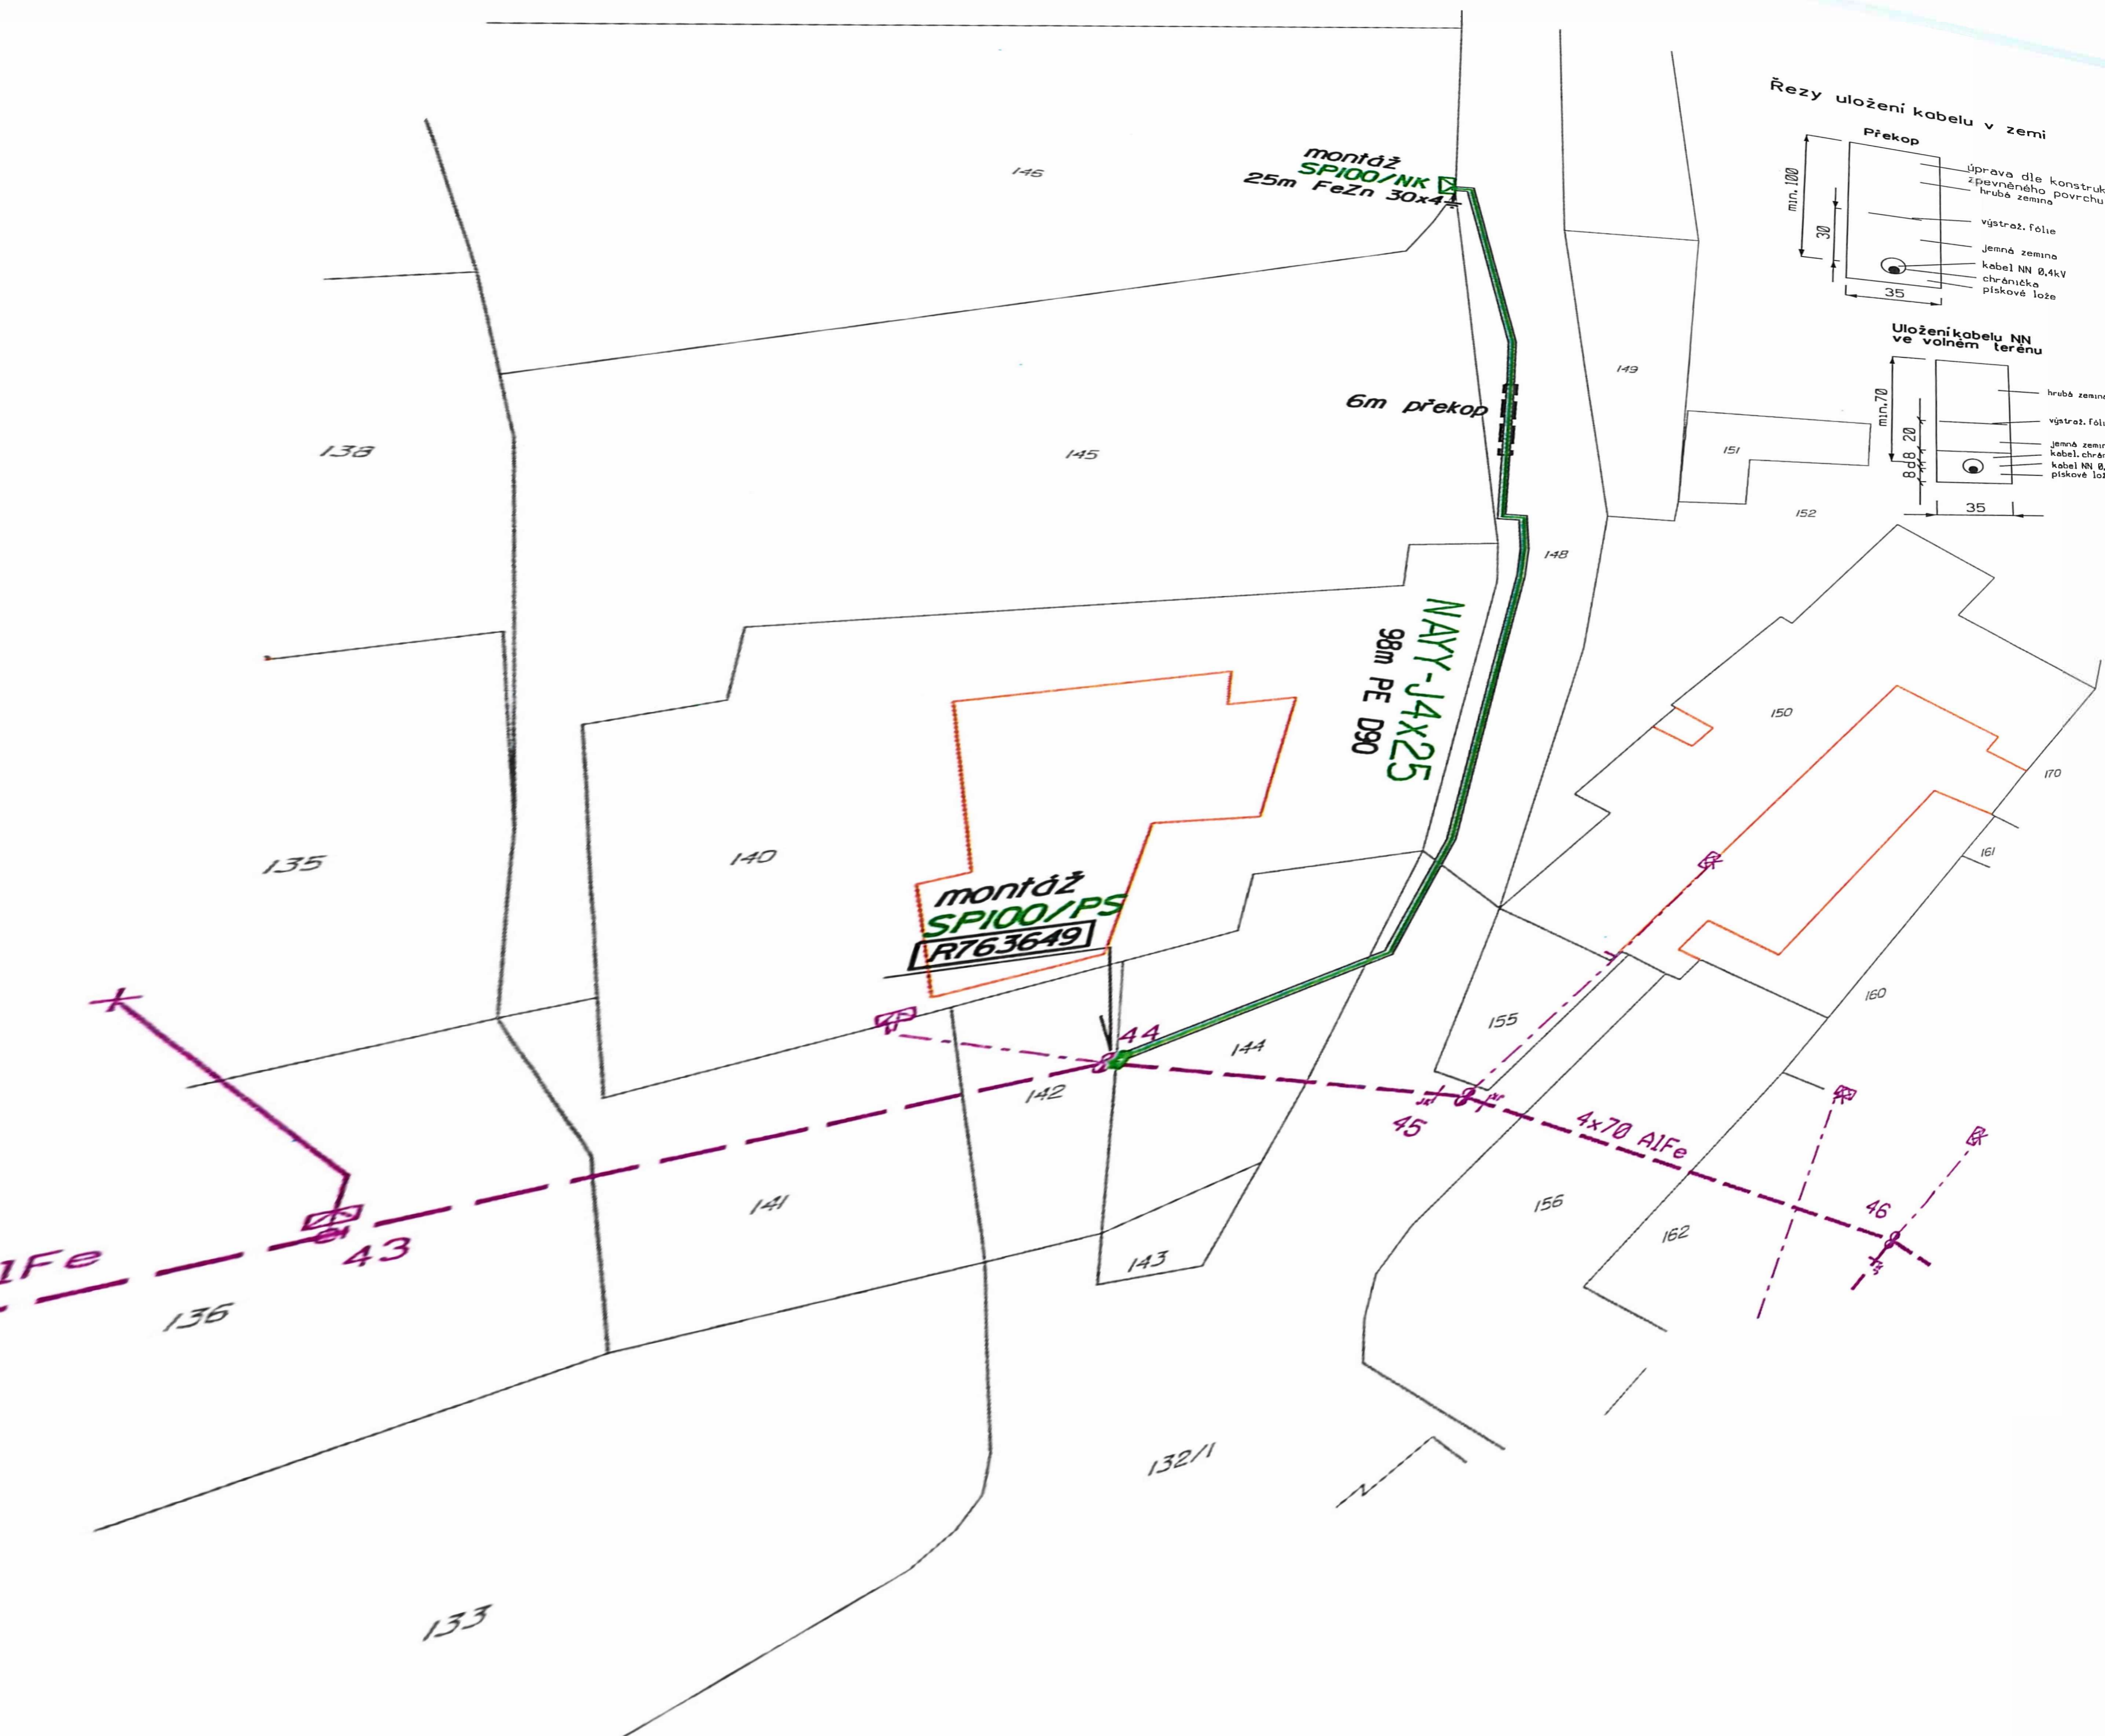 Řezy uložení kabelu v zemi
Překop
min.100
30
35
úprava dle
zpevněného povrchu
hrubá zemina
výstraž.fólie
jemná zemina
kabel NN 0,4kV
chránička
pískové lože
Uložení kabelu NN
ve volném terénu
min.70
20
8
d
8
35
hrubá zemina
výstraž.
jemná
kabel.
kabel NN
pískové
montáž
SP100/NK
25m FeZn 30x4
146
149
6m překop
138
145
151
152
148
NAYY-J4x25
98m PE D90
150
170
161
135
140
montáž
SP100/PS
R763649
160
155
44
144
142
45
4x70 AlFe
141
156
46
162
43
143
136
132/1
133